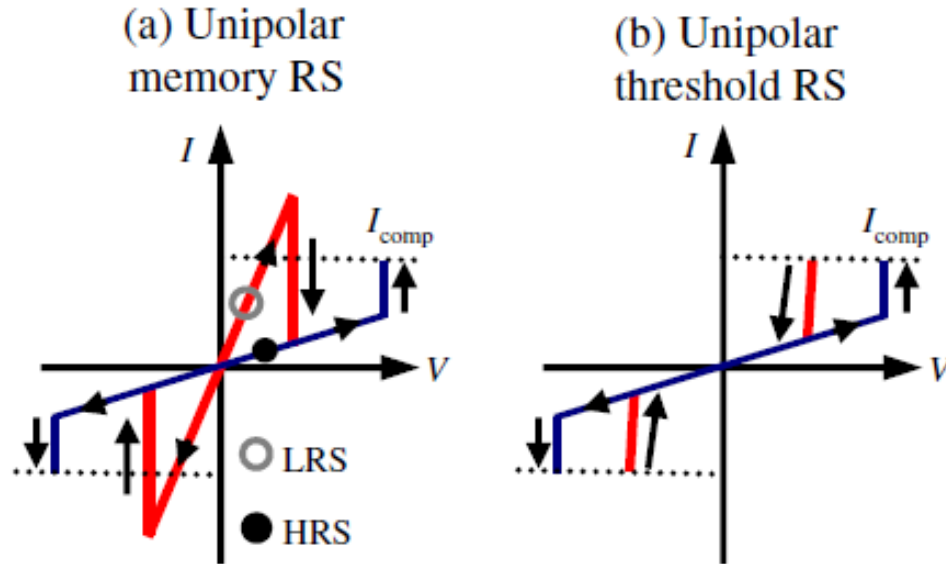 (a) Unipolar
memory RS
(b) Unipolar
threshold RS
I
I_comp
V
LRS
HRS
I
I_comp
V